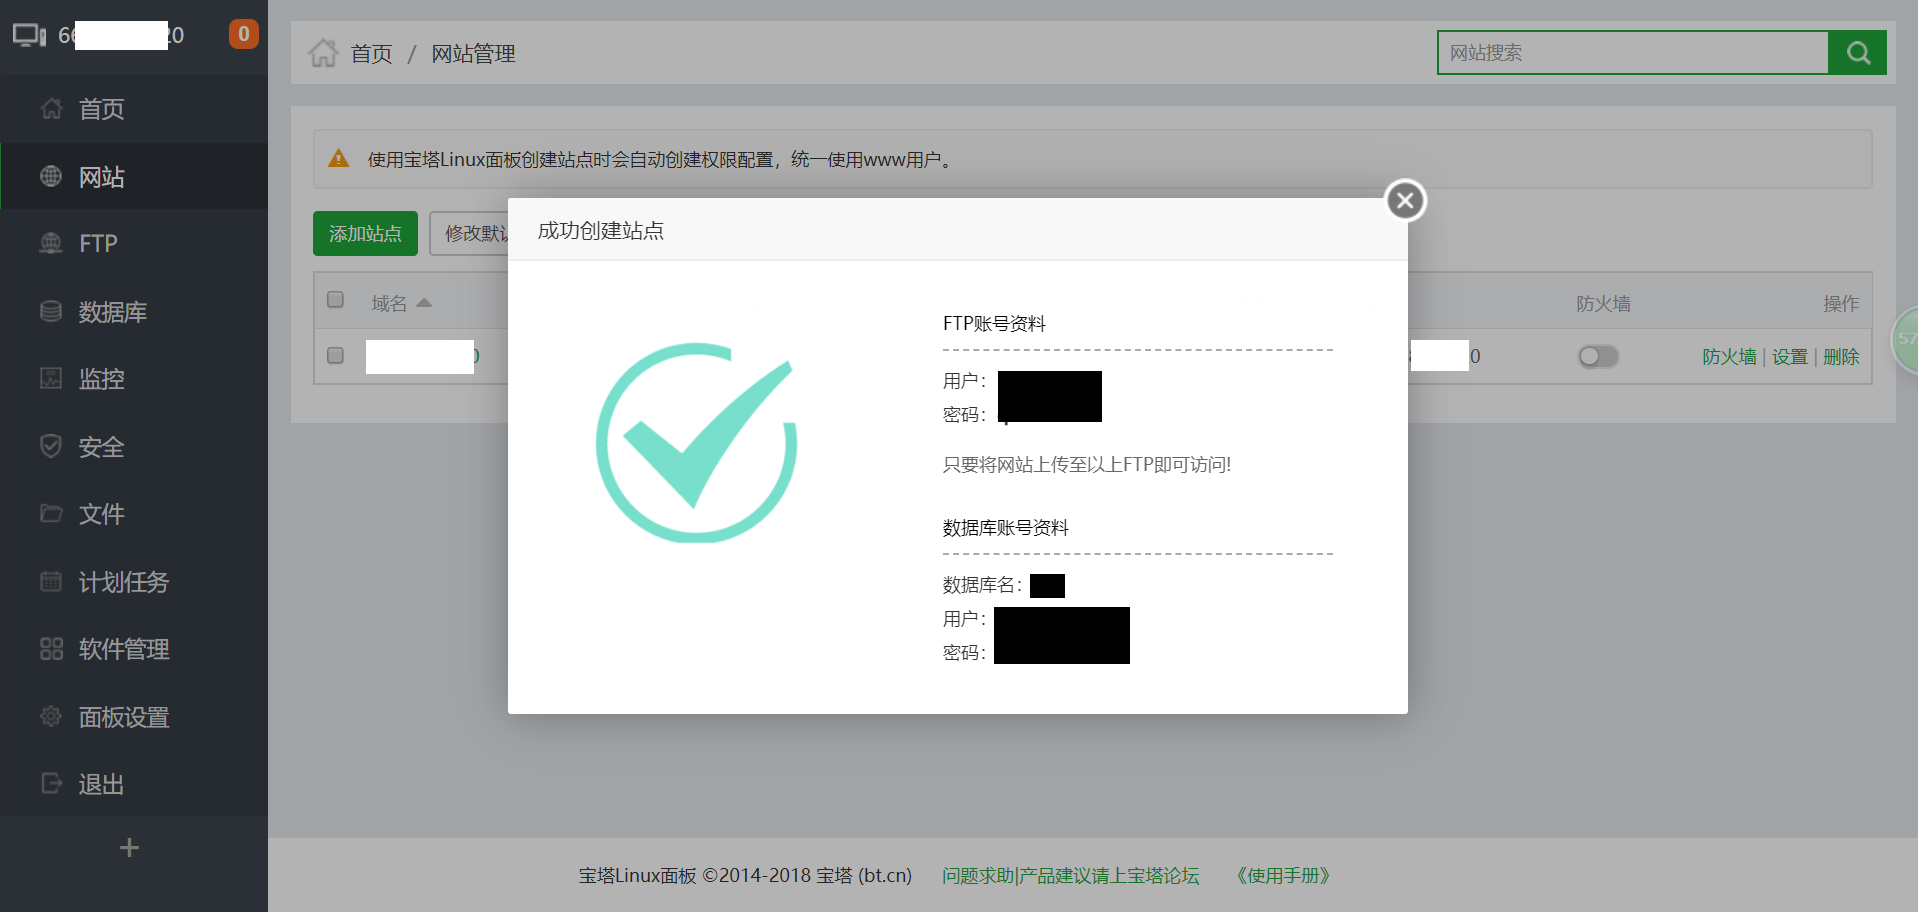 66 20 0
首页 / 网站管理
网站搜索
首页
网站
FTP
数据库
监控
安全
文件
计划任务
软件管理
面板设置
退出
+
使用宝塔Linux面板创建站点时会自动创建权限配置，统一使用www用户。
添加站点
修改默认
域名
防火墙
操作
0
0
防火墙 | 设置 | 删除
57
成功创建站点
FTP账号资料
用户：
密码：
只要将网站上传至以上FTP即可访问!
数据库账号资料
数据库名：
用户：
密码：
宝塔Linux面板 ©2014-2018 宝塔 (bt.cn) 问题求助|产品建议请上宝塔论坛 《使用手册》